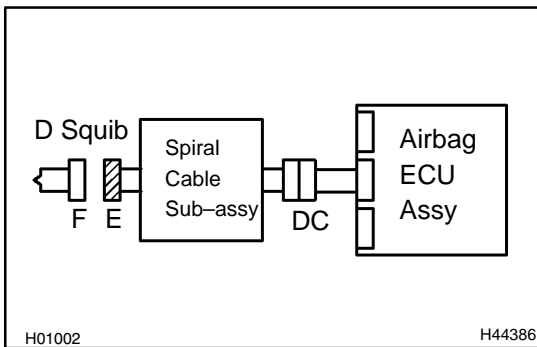 D Squib
Spiral
Cable
Sub–assy
Airbag
ECU
Assy
F
E
DC
H01002
H44386